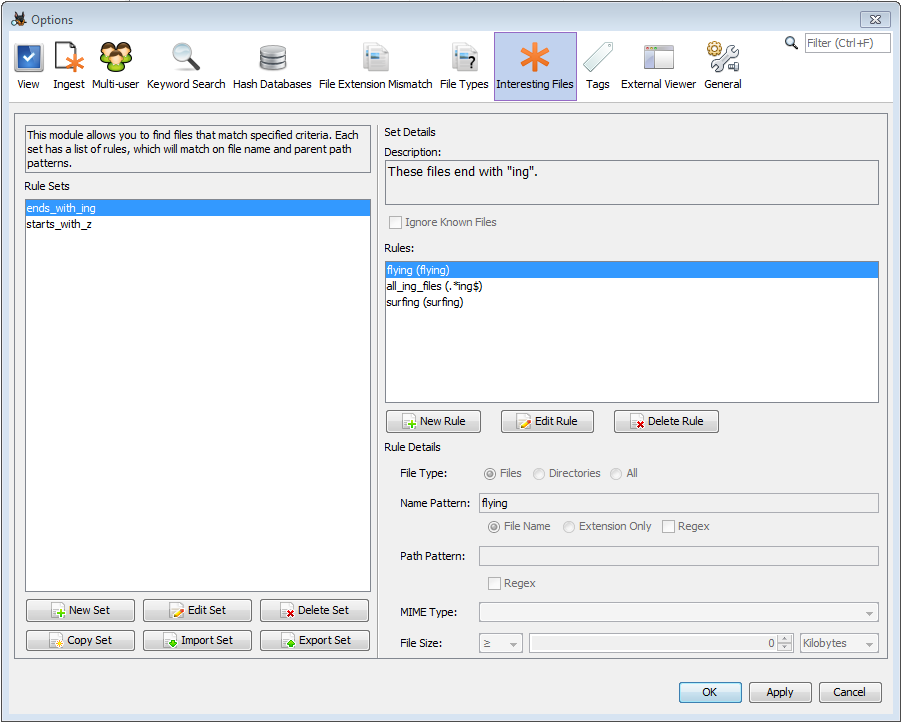 Options
Filter (Ctrl+F)
View Ingest Multi-user Keyword Search Hash Databases File Extension Mismatch File Types Interesting Files Tags External Viewer General
This module allows you to find files that match specified criteria. Each
set has a list of rules, which will match on file name and parent path
patterns.
Rule Sets
ends_with_ing
starts_with_z
New Set Edit Set Delete Set
Copy Set Import Set Export Set
Set Details
Description:
These files end with "ing".
Ignore Known Files
Rules:
flying (flying)
all_ing_files (.*ing$)
surfing (surfing)
New Rule Edit Rule Delete Rule
Rule Details
File Type: Files Directories All
Name Pattern: flying
File Name Extension Only Regex
Path Pattern:
Regex
MIME Type:
File Size: ≥ 0 Kilobytes
OK Apply Cancel